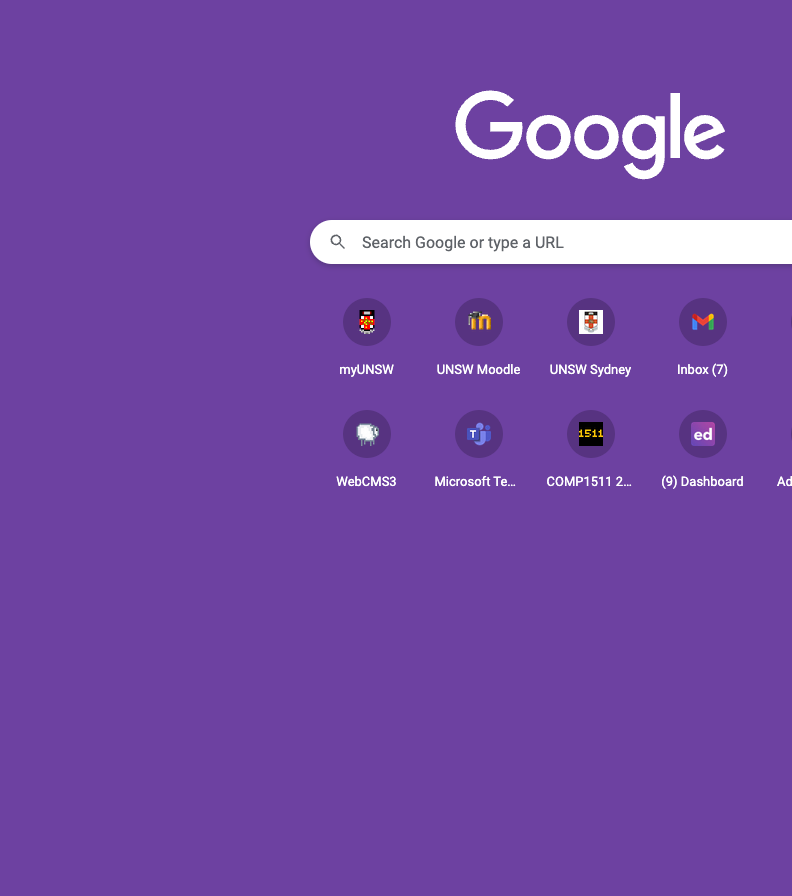 Google
Search Google or type a URL
myUNSW
UNSW Moodle
UNSW Sydney
Inbox (7)
1511
ed
WebCMS3
Microsoft Te...
COMP1511 2...
(9) Dashboard
Ad